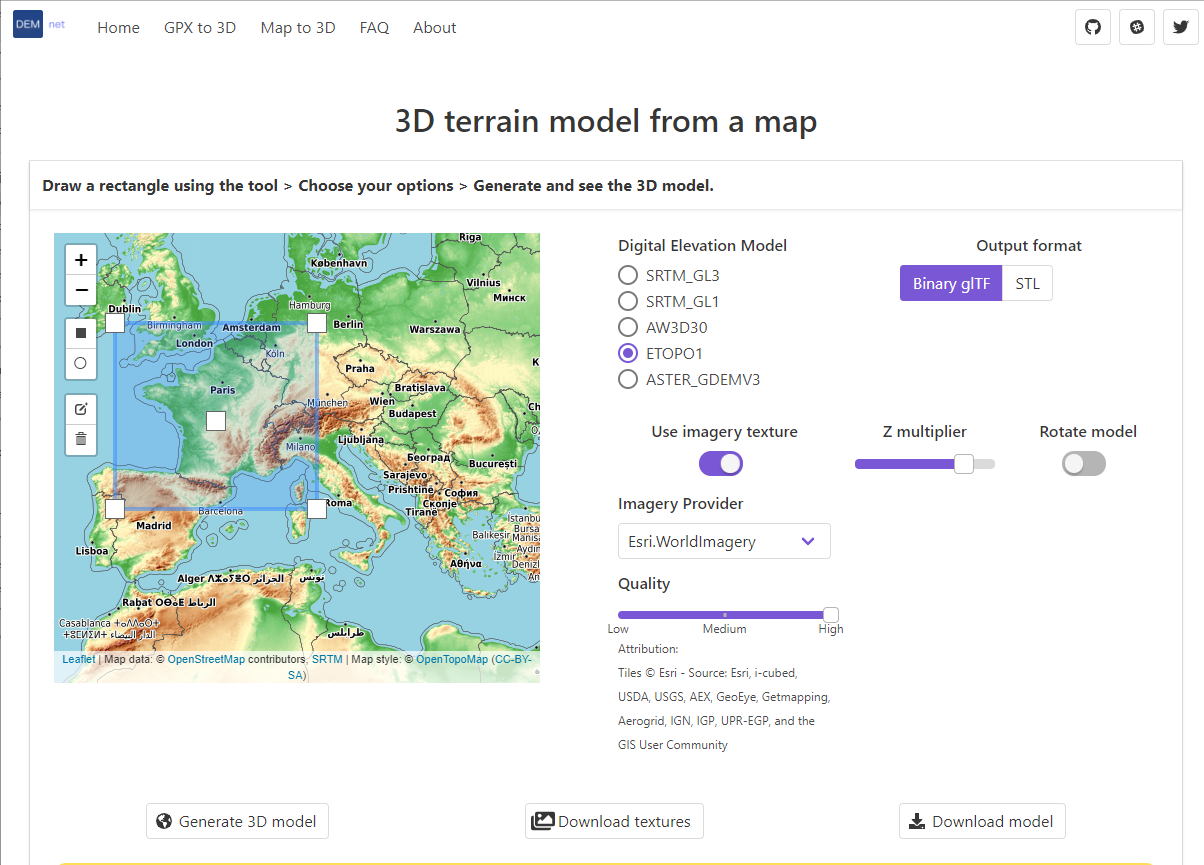 DEM net
Home
GPX to 3D
Map to 3D
FAQ
About
3D terrain model from a map
Draw a rectangle using the tool > Choose your options > Generate and see the 3D model.
+
−
Riga
København
Vilnius
Минск
Dublin
Hamburg
Birmingham
Amsterdam
Berlin
Warszawa
London
Köln
Praha
Paris
Bratislava
München
Wien
Budapest
Milano
Ljubljana
Београд
București
Sarajevo
Prishtinë
София
Скопје
Roma
Tiranë
Barcelona
Madrid
Lisboa
İstanbu
Bursa
Balıkesir
Manisa
Aydın
İzmir
Denizl
Αθήνα
Alger ⴷⵣⴰⵢⴻⵔ الجزائر
تونس
Rabat ⵔⴱⴰⵟ الرباط
Casablanca
الدار البيضاء
طرابلس
Leaflet | Map data: © OpenStreetMap contributors, SRTM | Map style: © OpenTopoMap (CC-BY-
SA)
Digital Elevation Model
SRTM_GL3
SRTM_GL1
AW3D30
ETOPO1
ASTER_GDEMV3
Output format
Binary glTF
STL
Use imagery texture
Z multiplier
Rotate model
Imagery Provider
Esri.WorldImagery
Quality
Low
Medium
High
Attribution:
Tiles © Esri - Source: Esri, i-cubed,
USDA, USGS, AEX, GeoEye, Getmapping,
Aerogrid, IGN, IGP, UPR-EGP, and the
GIS User Community
Generate 3D model
Download textures
Download model